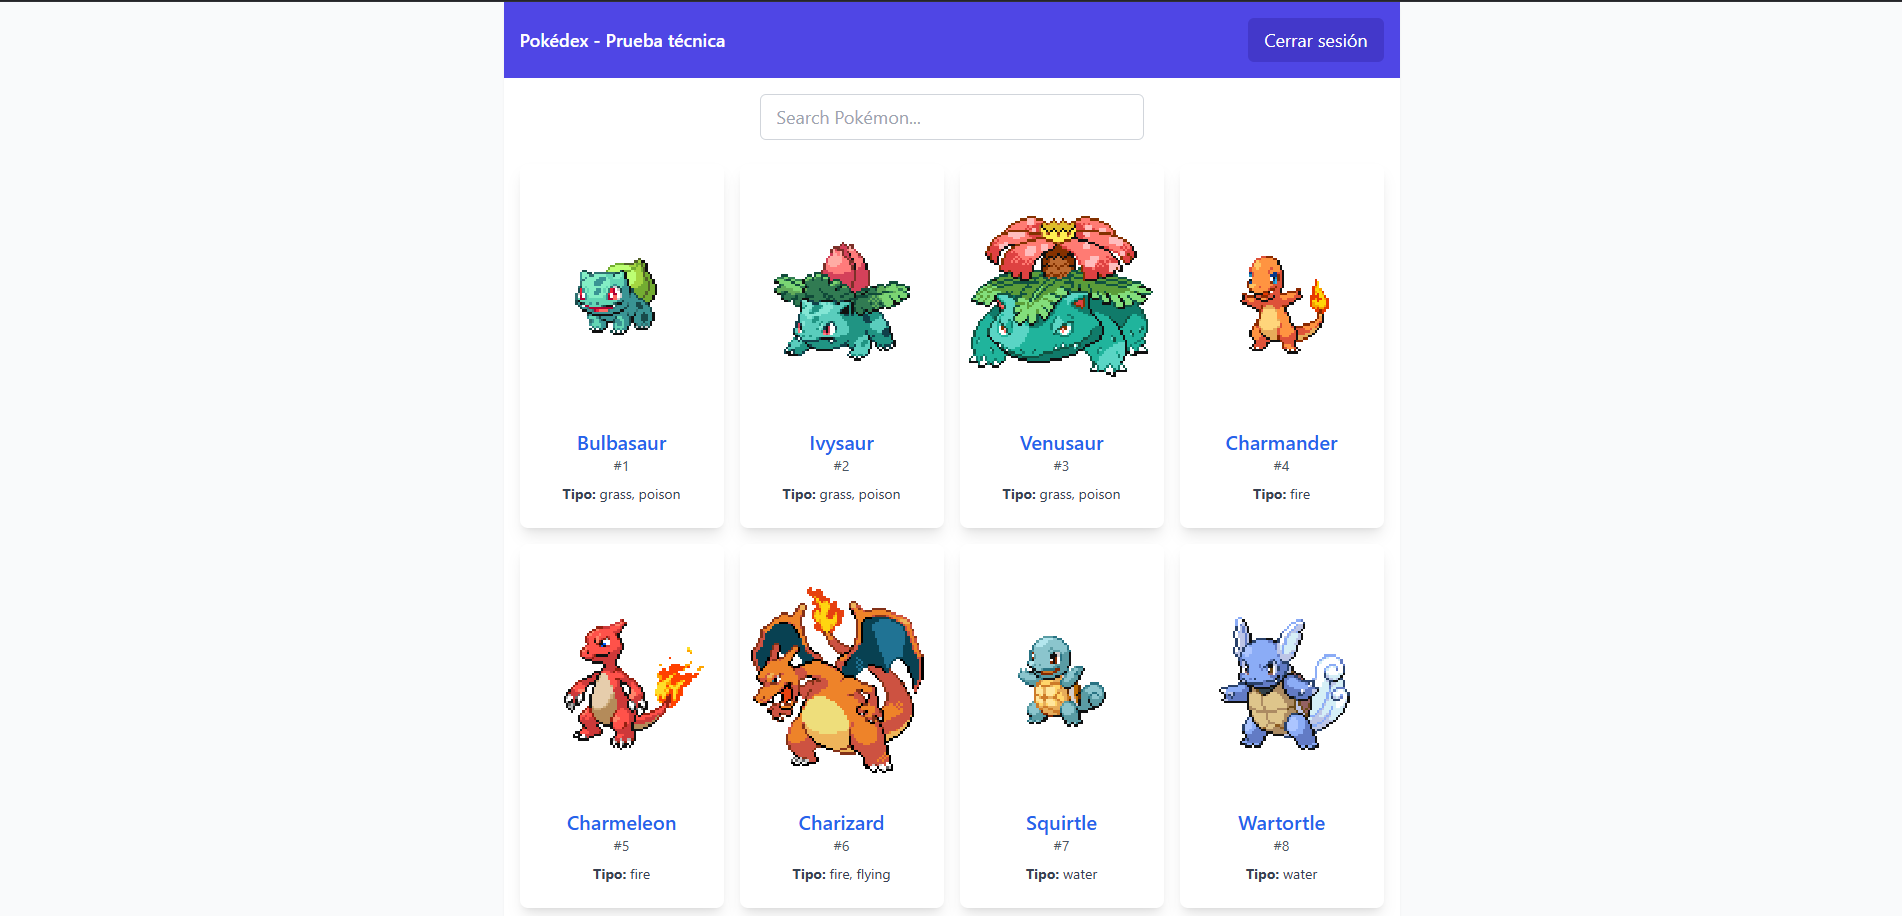 Pokédex - Prueba técnica
Cerrar sesión
Search Pokémon...
Bulbasaur
#1
Tipo: grass, poison
Ivysaur
#2
Tipo: grass, poison
Venusaur
#3
Tipo: grass, poison
Charmander
#4
Tipo: fire
Charmeleon
#5
Tipo: fire
Charizard
#6
Tipo: fire, flying
Squirtle
#7
Tipo: water
Wartortle
#8
Tipo: water